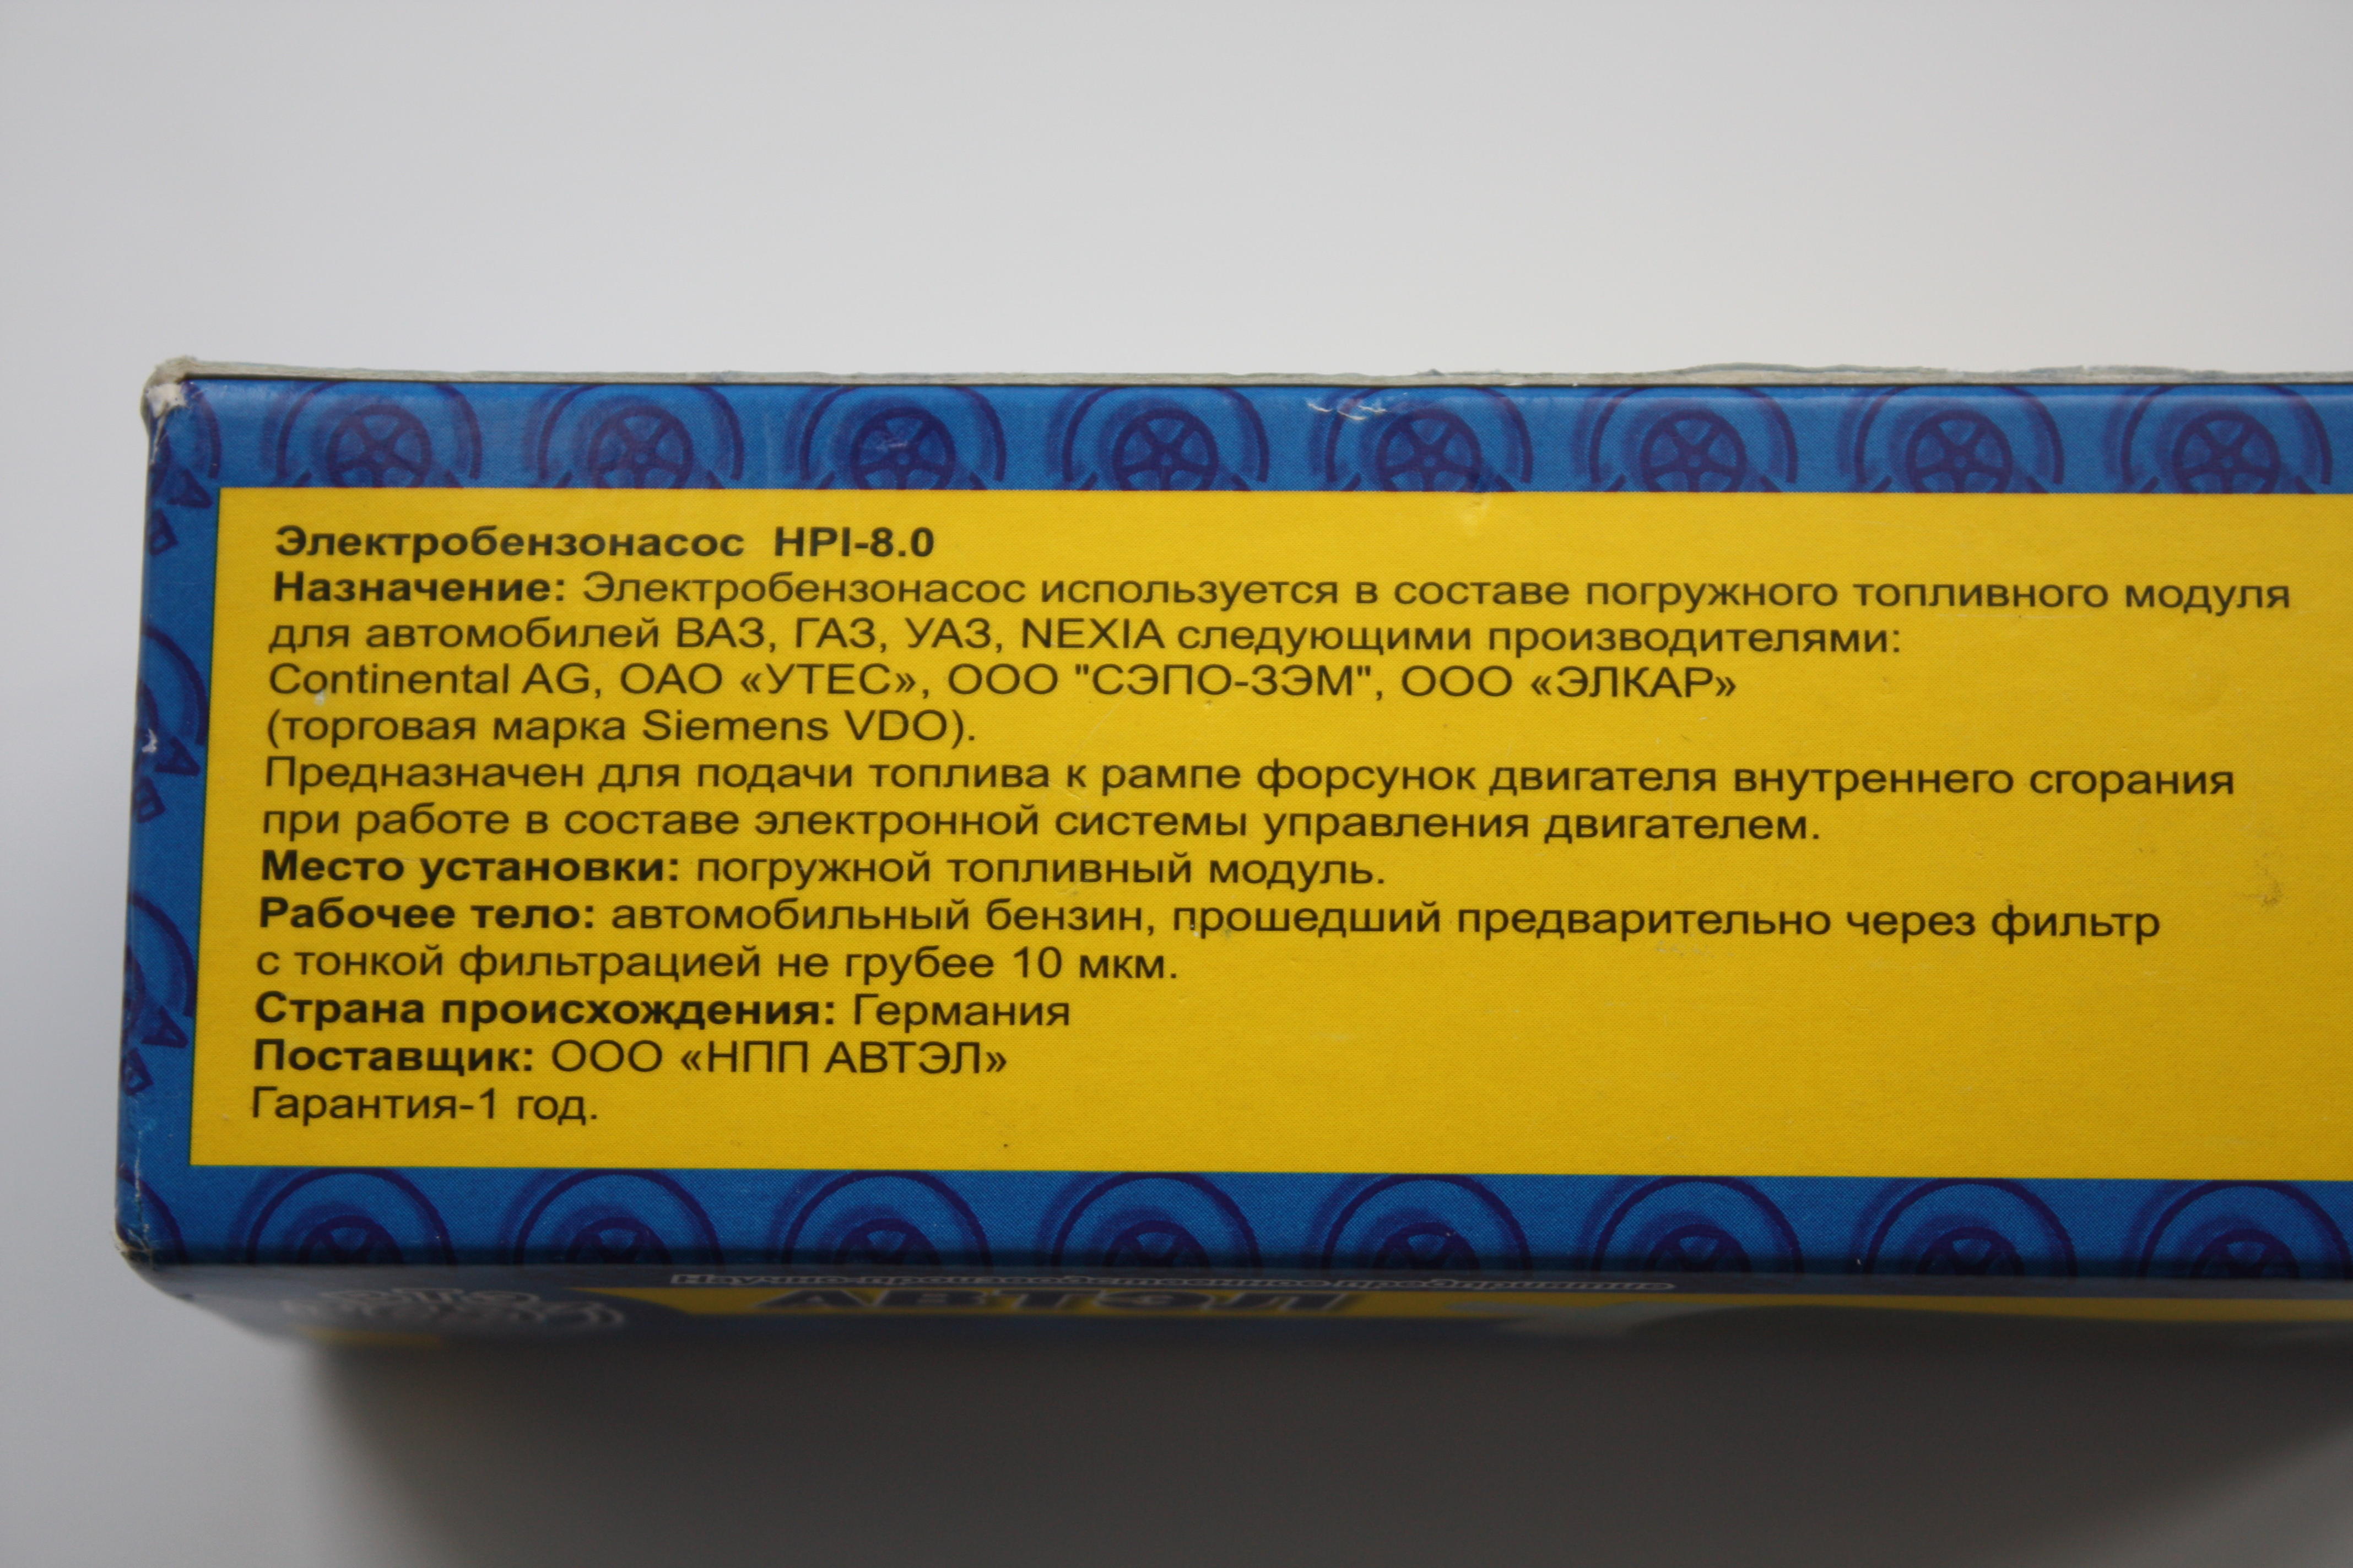 Электробензонасос HPI-8.0
Назначение: Электробензонасос используется в составе погружного топливного модуля
для автомобилей ВАЗ, ГАЗ, УАЗ, NEXIA следующими производителями:
Continental AG, ОАО «УТЕС», ООО "СЭПО-ЗЭМ", ООО «ЭЛКАР»
(торговая марка Siemens VDO).
Предназначен для подачи топлива к рампе форсунок двигателя внутреннего сгорания
при работе в составе электронной системы управления двигателем.
Место установки: погружной топливный модуль.
Рабочее тело: автомобильный бензин, прошедший предварительно через фильтр
с тонкой фильтрацией не грубее 10 мкм.
Страна происхождения: Германия
Поставщик: ООО «НПП АВТЭЛ»
Гарантия-1 год.
Научно-производственное предприятие
АВТЭЛ